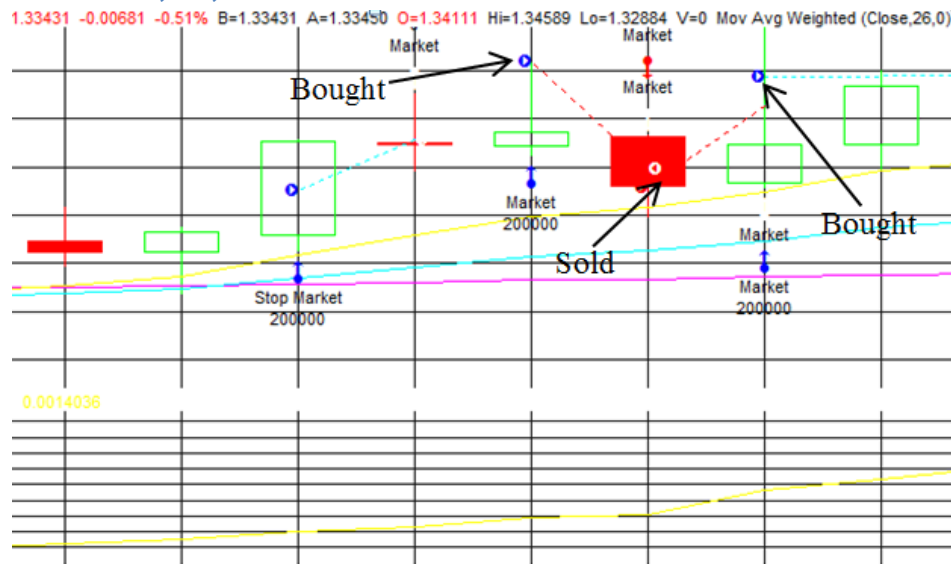 1.33431 -0.00681 -0.51% B=1.33431 A=1.33450 O=1.34111 Hi=1.34589 Lo=1.32884 V=0 Mov Avg Weighted (Close,26,0)
Market
Market
Bought
Market
Market
200000
Sold
Bought
Market
Stop Market
200000
Market
200000
0.0014036